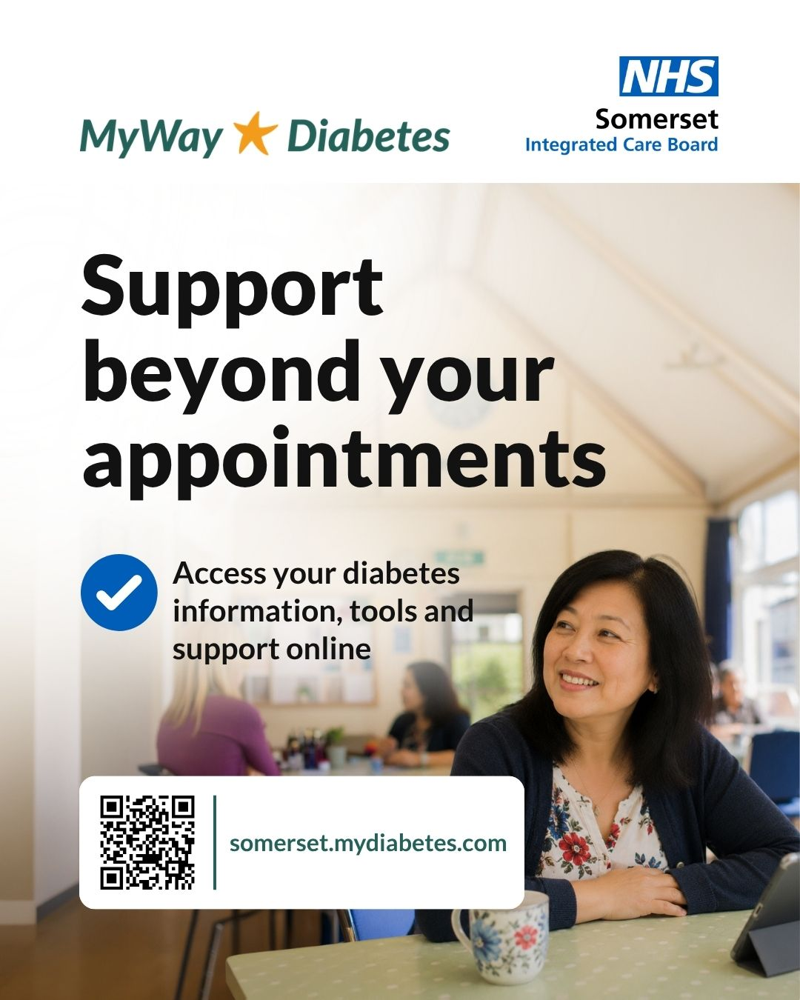 MyWay Diabetes
NHS
Somerset
Integrated Care Board
Support
beyond your
appointments
Access your diabetes
information, tools and
support online
somerset.mydiabetes.com